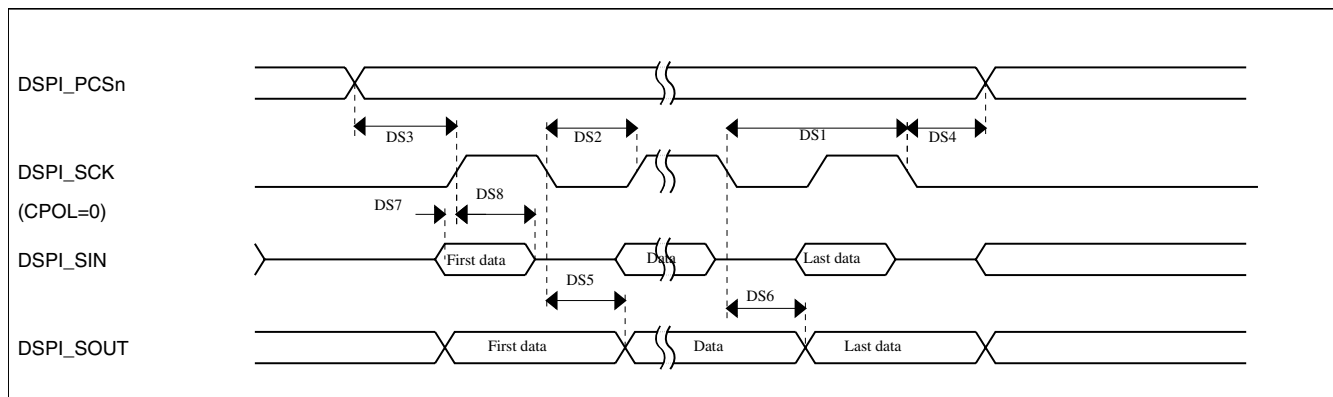 DSPI_PCSn
DS3
DS2
DS1
DS4
DSPI_SCK
DS7
DS8
(CPOL=0)
DSPI_SIN
First data
Data
Last data
DS5
DS6
DSPI_SOUT
First data
Data
Last data